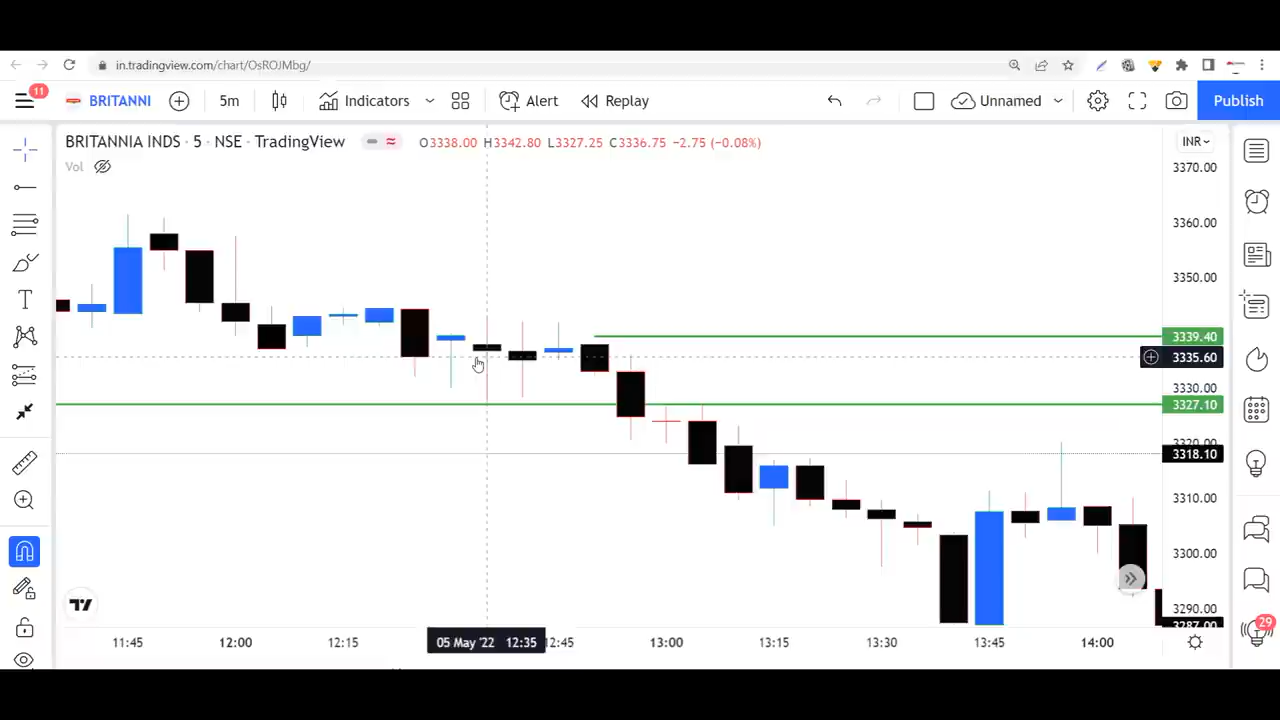 in.tradingview.com/chart/OsROJMbg/
11
BRITANNI
5m
Indicators
Alert
Replay
Unnamed
Publish
BRITANNIA INDS · 5 · NSE · TradingView
O3338.00 H3342.80 L3327.25 C3336.75 −2.75 (−0.08%)
INR
Vol
3370.00
3360.00
3350.00
3339.40
3335.60
3330.00
3327.10
3320.00
3318.10
3310.00
3300.00
3290.00
3287.00
11:45
12:00
12:15
05 May '22 12:35
12:45
13:00
13:15
13:30
13:45
14:00
29